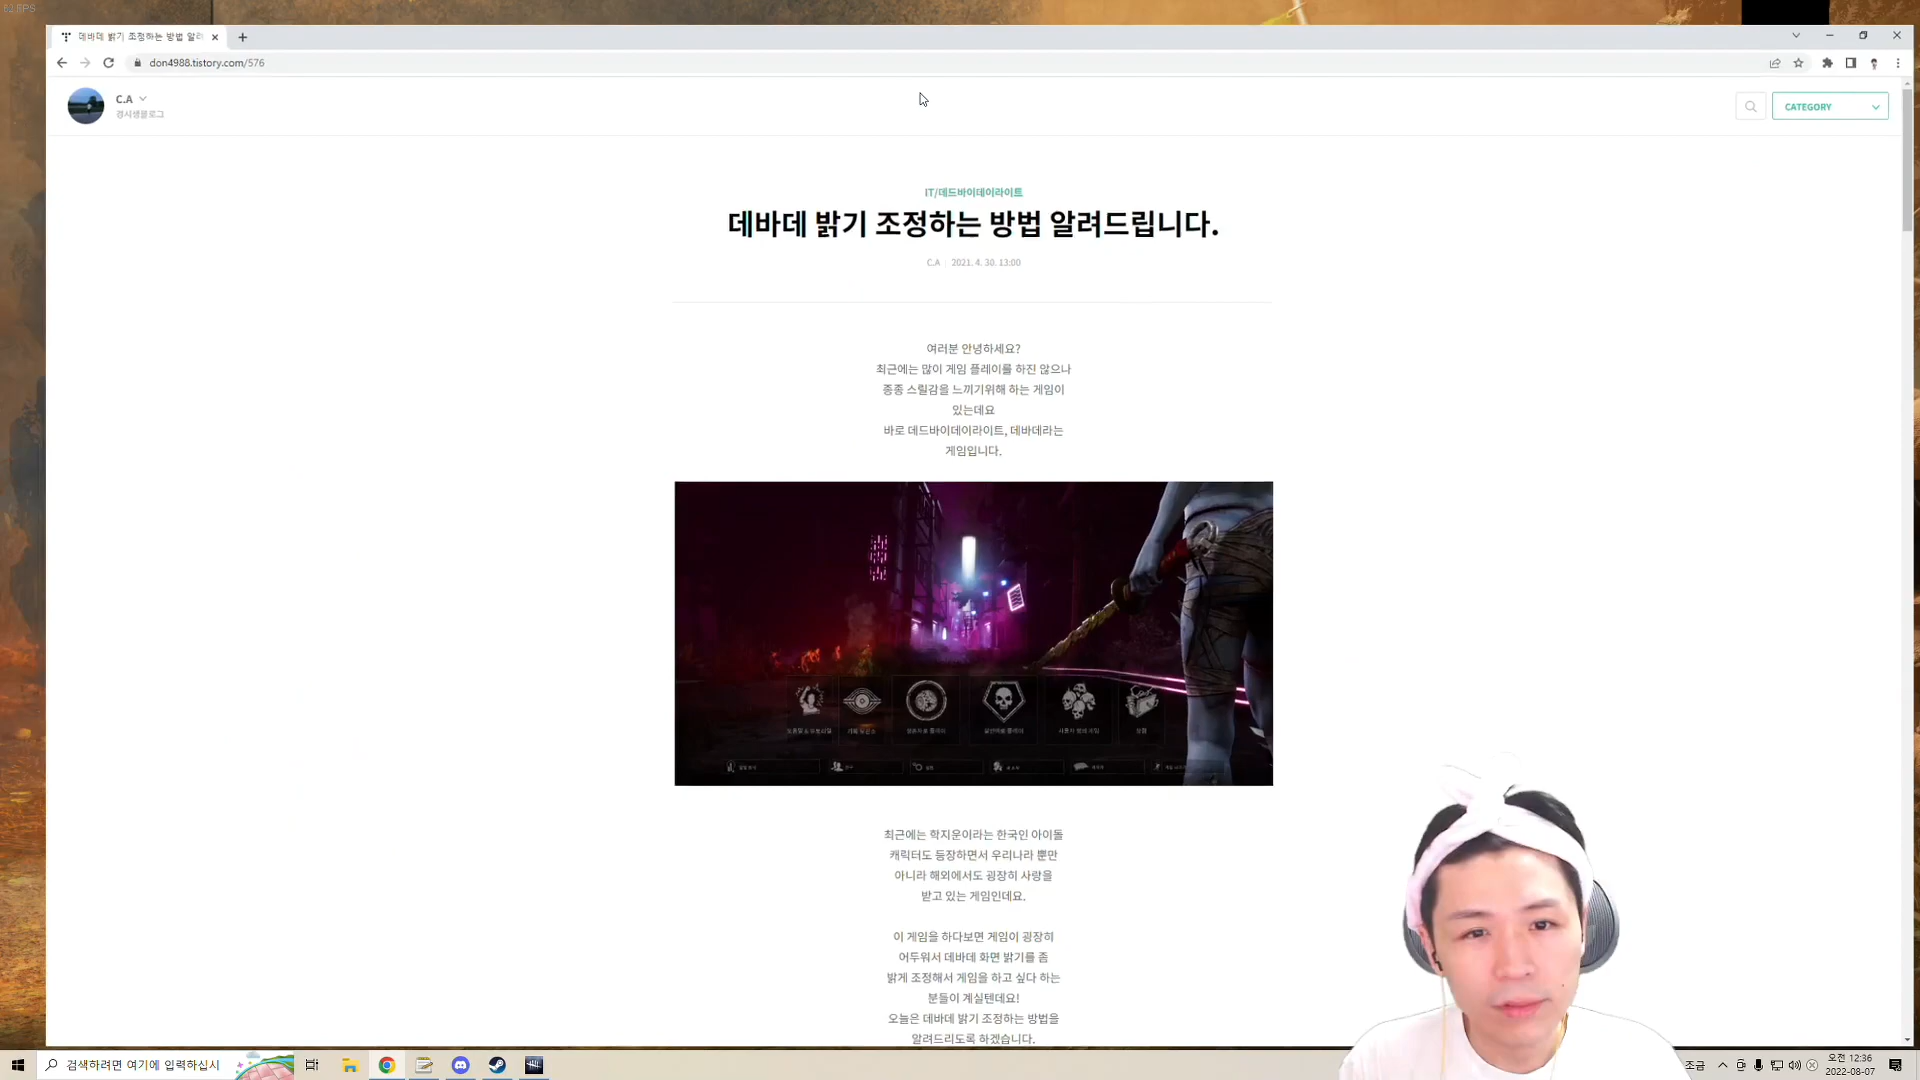 62 FPS
데바데 밝기 조정하는 방법 알려
don4988.tistory.com/576
C.A
경시생블로그
CATEGORY
IT/데드바이데이라이트
데바데 밝기 조정하는 방법 알려드립니다.
C.A 2021. 4. 30. 13:00
여러분 안녕하세요?
최근에는 많이 게임 플레이를 하진 않으나
종종 스릴감을 느끼기위해 하는 게임이
있는데요
바로 데드바이데이라이트, 데바데라는
게임입니다.
최근에는 학지운이라는 한국인 아이돌
캐릭터도 등장하면서 우리나라 뿐만
아니라 해외에서도 굉장히 사랑을
받고 있는 게임인데요.
이 게임을 하다보면 게임이 굉장히
어두워서 데바데 화면 밝기를 좀
밝게 조정해서 게임을 하고 싶다 하는
분들이 계실텐데요!
오늘은 데바데 밝기 조정하는 방법을
알려드리도록 하겠습니다.
검색하려면 여기에 입력하십시
조금
오전 12:36
2022-08-07